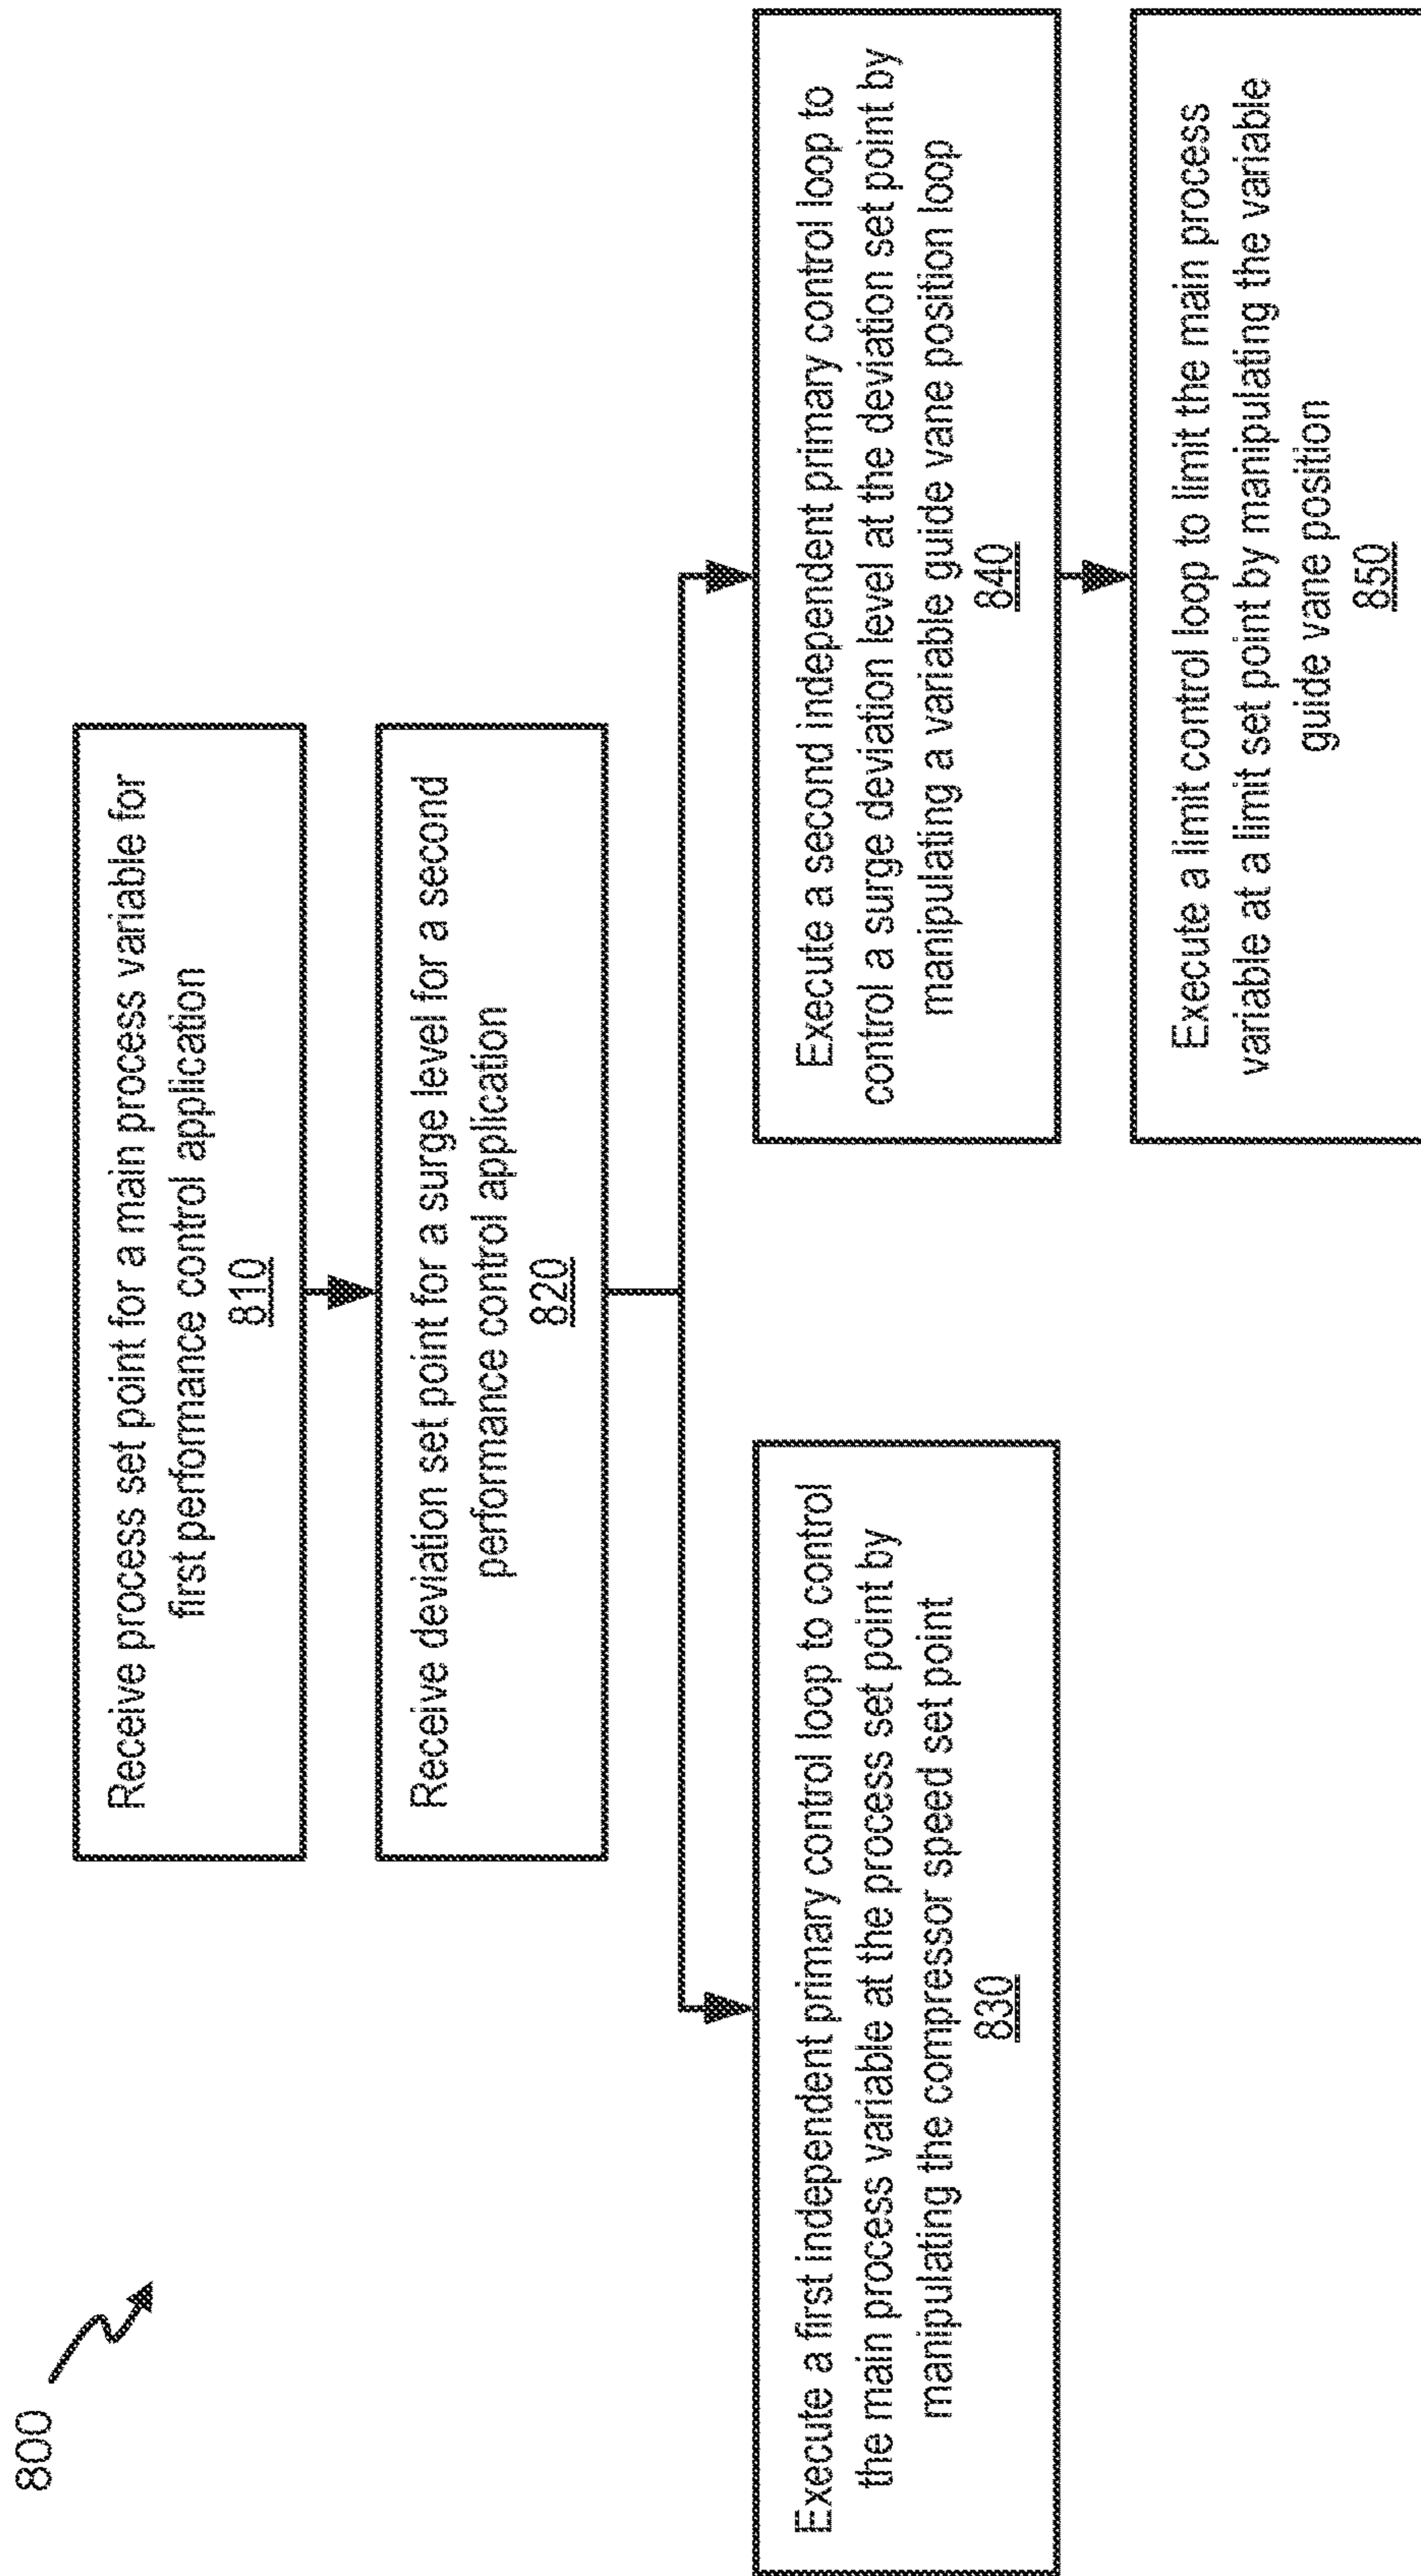 800
Receive process set point for a main process variable for
first performance control application
810
Receive deviation set point for a surge level for a second
performance control application
820
Execute a first independent primary control loop to control
the main process variable at the process set point by
manipulating the compressor speed set point
830
Execute a second independent primary control loop to
control a surge deviation level at the deviation set point by
manipulating a variable guide vane position loop
840
Execute a limit control loop to limit the main process
variable at a limit set point by manipulating the variable
guide vane position
850